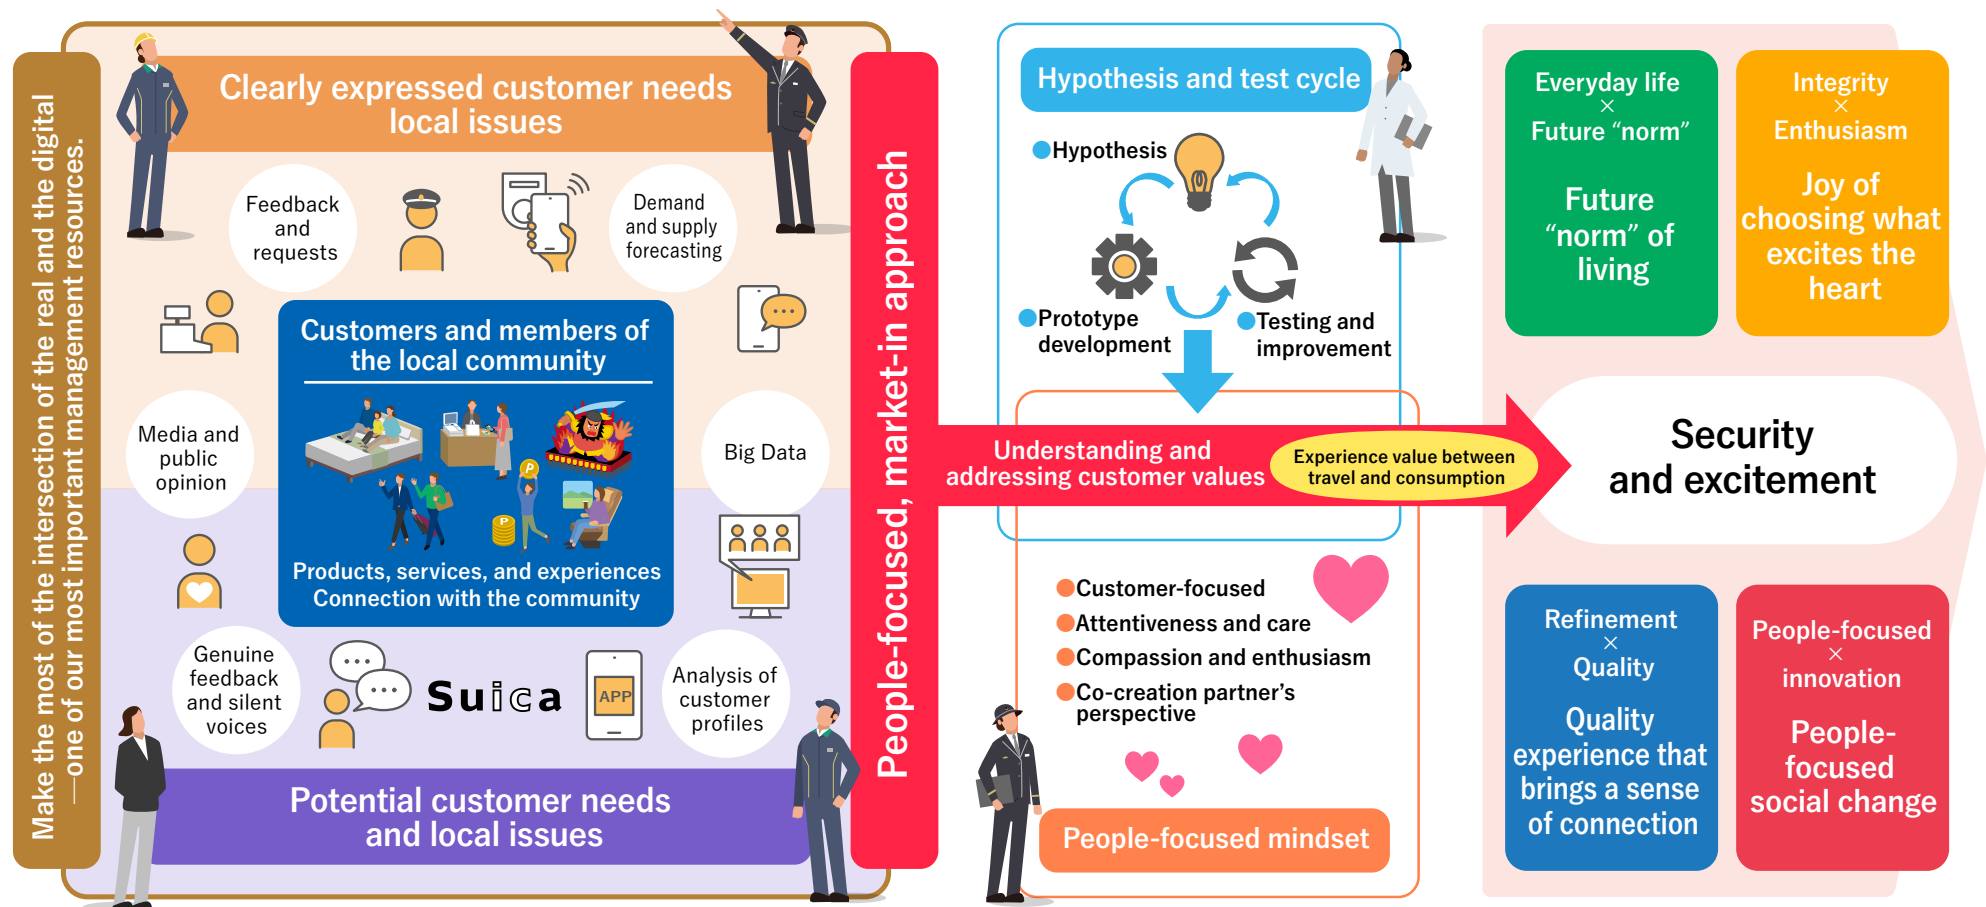 Make the most of the intersection of the real and the digital
—one of our most important management resources.
Clearly expressed customer needs
local issues
Feedback
and
requests
Demand
and supply
forecasting
Customers and members of
the local community
Media and
public
opinion
Big Data
P
P
Products, services, and experiences
Connection with the community
Genuine
feedback
and silent
voices
Suica
APP
Analysis of
customer
profiles
Potential customer needs
and local issues
People-focused, market-in approach
Hypothesis and test cycle
●Hypothesis
●Prototype
development
●Testing and
improvement
Understanding and
addressing customer values
Experience value between
travel and consumption
●Customer-focused
●Attentiveness and care
●Compassion and enthusiasm
●Co-creation partner's
perspective
People-focused mindset
Everyday life
×
Future “norm”
Future
“norm” of
living
Integrity
×
Enthusiasm
Joy of
choosing what
excites the
heart
Security
and excitement
Refinement
×
Quality
Quality
experience that
brings a sense
of connection
People-focused
×
innovation
People-
focused
social change